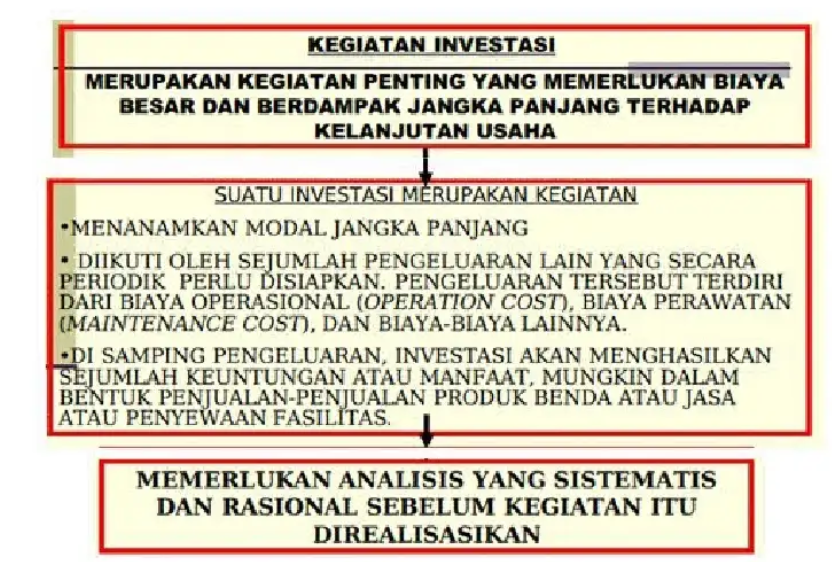 KEGIATAN INVESTASI
MERUPAKAN KEGIATAN PENTING YANG MEMERLUKAN BIAYA
BESAR DAN BERDAMPAK JANGKA PANJANG TERHADAP
KELANJUTAN USAHA
SUATU INVESTASI MERUPAKAN KEGIATAN
•MENANAMKAN MODAL JANGKA PANJANG
• DIIKUTI OLEH SEJUMLAH PENGELUARAN LAIN YANG SECARA
PERIODIK PERLU DISIAPKAN. PENGELUARAN TERSEBUT TERDIRI
DARI BIAYA OPERASIONAL (OPERATION COST), BIAYA PERAWATAN
(MAINTENANCE COST), DAN BIAYA-BIAYA LAINNYA.
•DI SAMPING PENGELUARAN, INVESTASI AKAN MENGHASILKAN
SEJUMLAH KEUNTUNGAN ATAU MANFAAT, MUNGKIN DALAM
BENTUK PENJUALAN-PENJUALAN PRODUK BENDA ATAU JASA
ATAU PENYEWAAN FASILITAS.
MEMERLUKAN ANALISIS YANG SISTEMATIS
DAN RASIONAL SEBELUM KEGIATAN ITU
DIREALISASIKAN